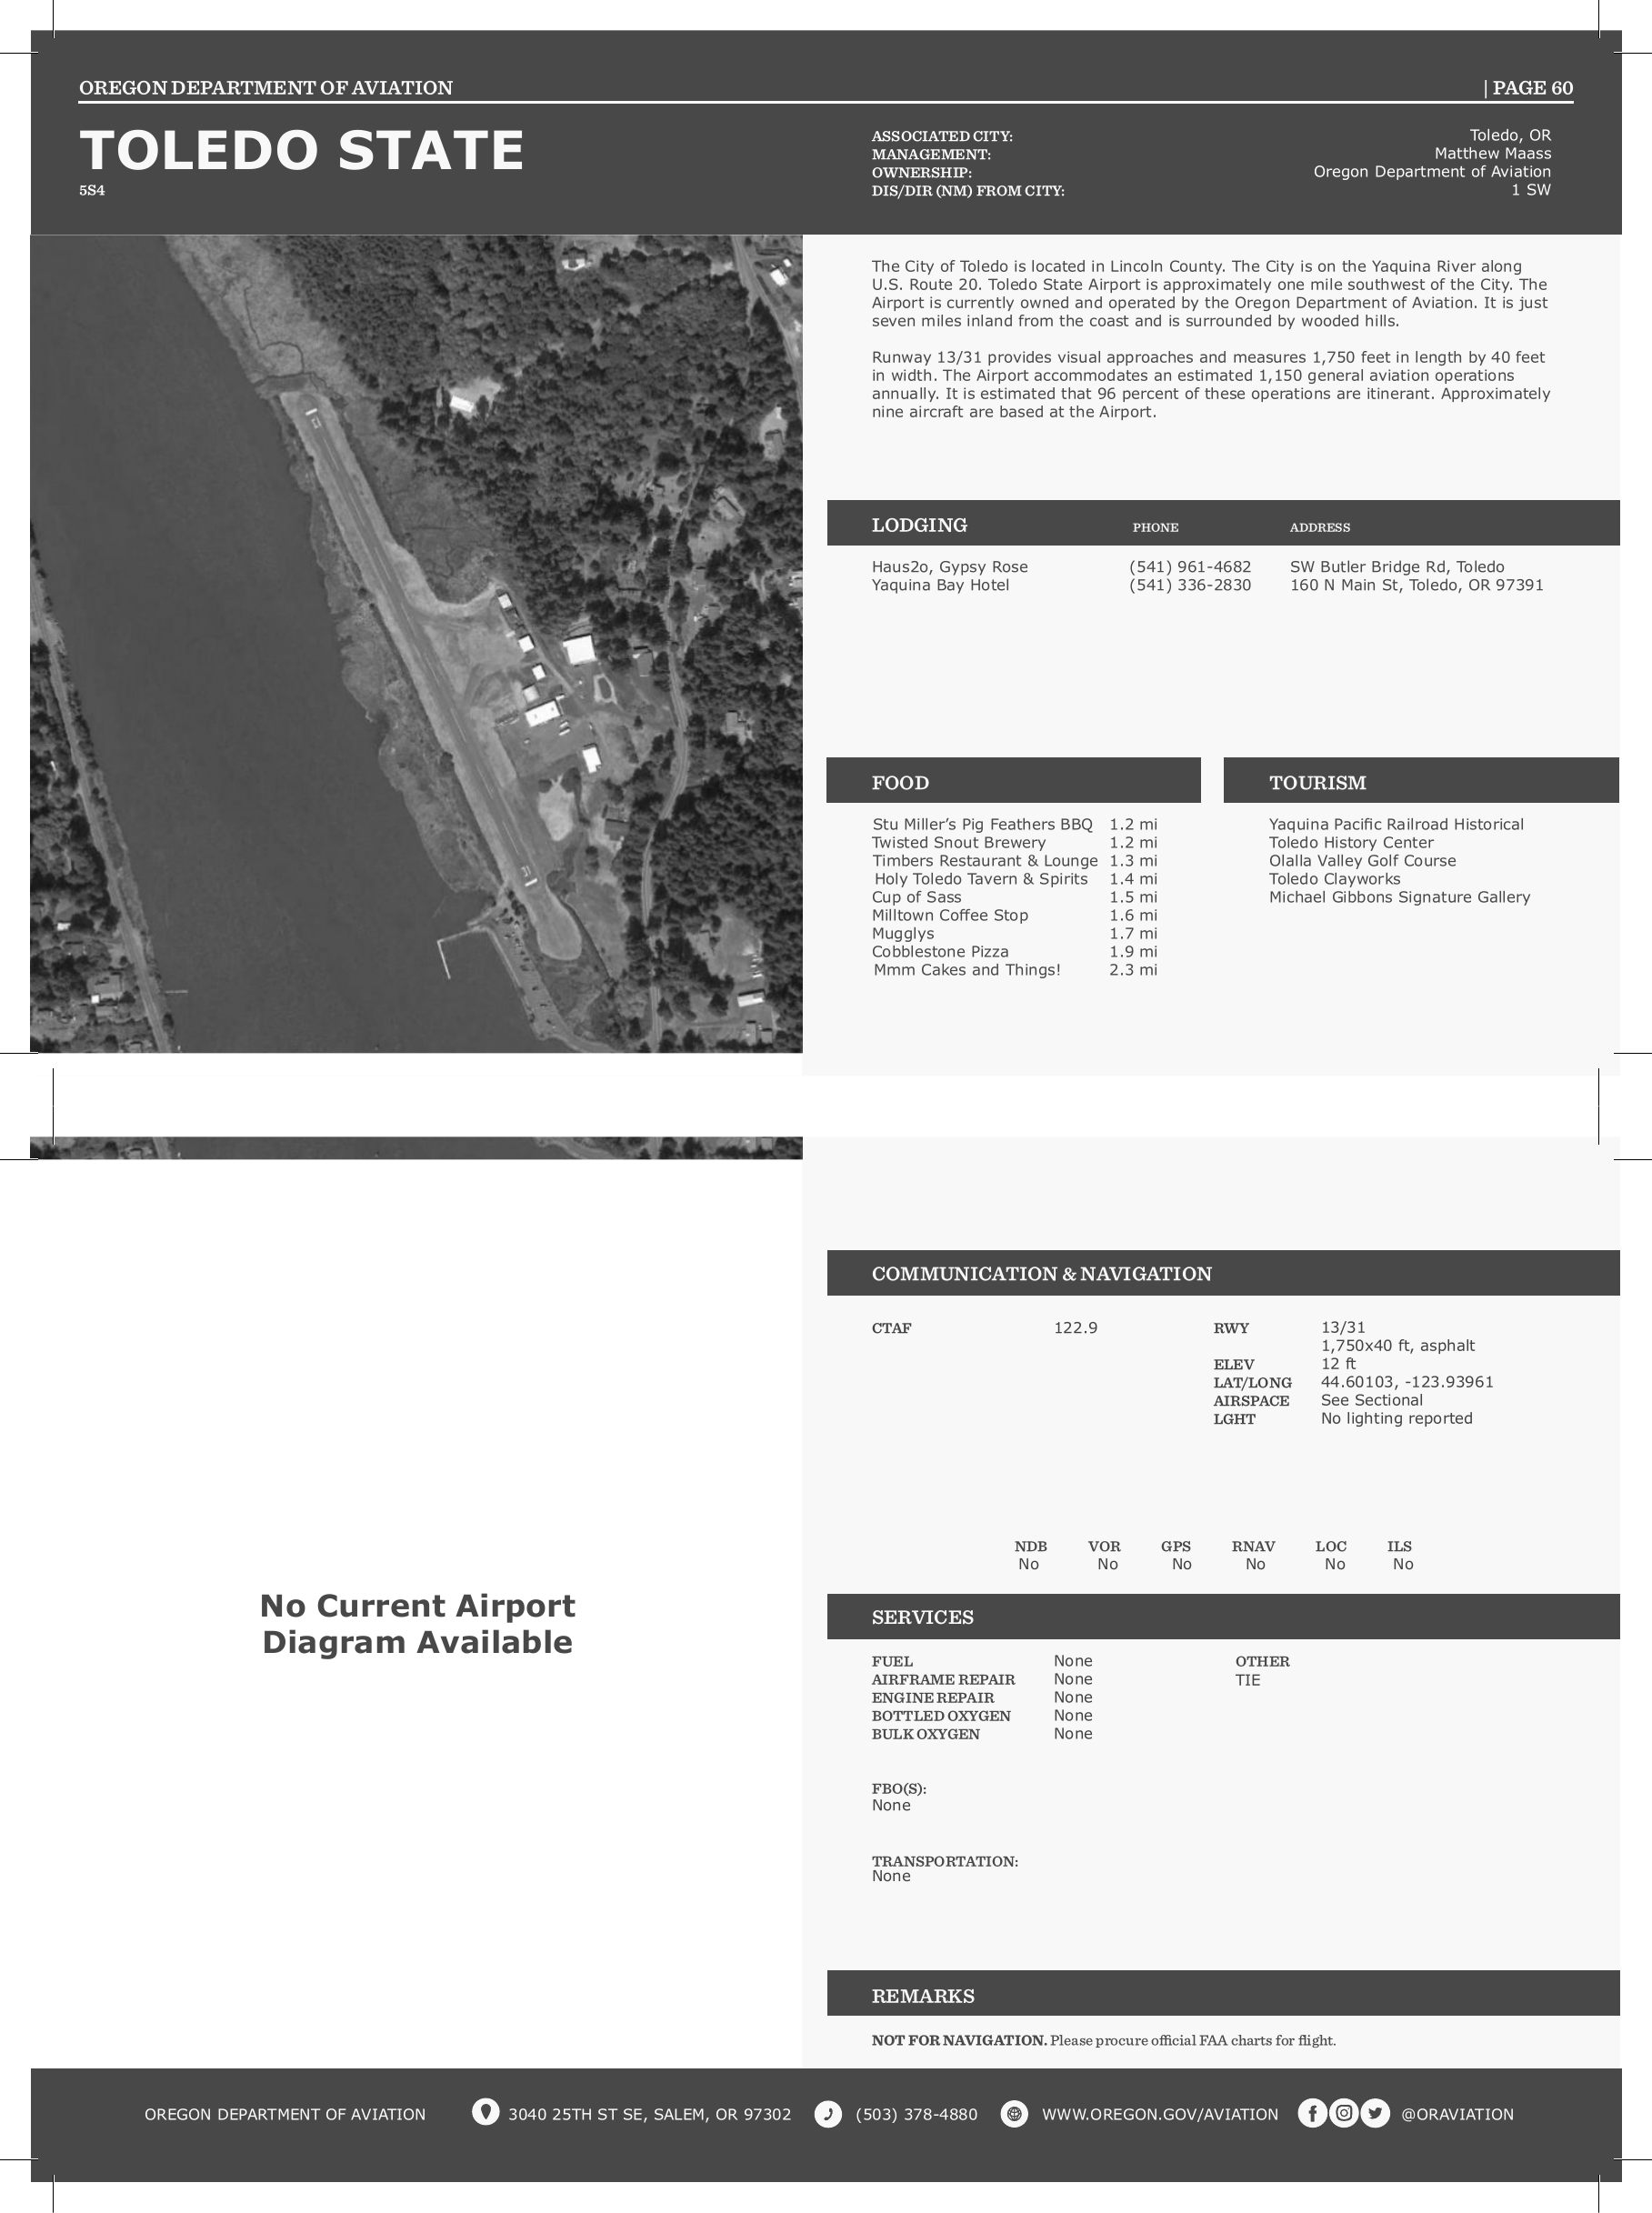 OREGON DEPARTMENT OF AVIATION
| PAGE 60
TOLEDO STATE
5S4
ASSOCIATED CITY: Toledo, OR
MANAGEMENT: Matthew Maass
OWNERSHIP: Oregon Department of Aviation
DIS/DIR (NM) FROM CITY: 1 SW
13
31
The City of Toledo is located in Lincoln County. The City is on the Yaquina River along
U.S. Route 20. Toledo State Airport is approximately one mile southwest of the City. The
Airport is currently owned and operated by the Oregon Department of Aviation. It is just
seven miles inland from the coast and is surrounded by wooded hills.
Runway 13/31 provides visual approaches and measures 1,750 feet in length by 40 feet
in width. The Airport accommodates an estimated 1,150 general aviation operations
annually. It is estimated that 96 percent of these operations are itinerant. Approximately
nine aircraft are based at the Airport.
LODGING PHONE ADDRESS
Haus2o, Gypsy Rose (541) 961-4682 SW Butler Bridge Rd, Toledo
Yaquina Bay Hotel (541) 336-2830 160 N Main St, Toledo, OR 97391
FOOD
Stu Miller’s Pig Feathers BBQ 1.2 mi
Twisted Snout Brewery 1.2 mi
Timbers Restaurant & Lounge 1.3 mi
Holy Toledo Tavern & Spirits 1.4 mi
Cup of Sass 1.5 mi
Milltown Coffee Stop 1.6 mi
Mugglys 1.7 mi
Cobblestone Pizza 1.9 mi
Mmm Cakes and Things! 2.3 mi
TOURISM
Yaquina Pacific Railroad Historical
Toledo History Center
Olalla Valley Golf Course
Toledo Clayworks
Michael Gibbons Signature Gallery
No Current Airport
Diagram Available
COMMUNICATION & NAVIGATION
CTAF 122.9
RWY 13/31
1,750x40 ft, asphalt
ELEV 12 ft
LAT/LONG 44.60103, -123.93961
AIRSPACE See Sectional
LGHT No lighting reported
NDB VOR GPS RNAV LOC ILS
No No No No No No
SERVICES
FUEL None
AIRFRAME REPAIR None
ENGINE REPAIR None
BOTTLED OXYGEN None
BULK OXYGEN None
OTHER
TIE
FBO(S):
None
TRANSPORTATION:
None
REMARKS
NOT FOR NAVIGATION. Please procure official FAA charts for flight.
OREGON DEPARTMENT OF AVIATION 3040 25TH ST SE, SALEM, OR 97302 (503) 378-4880 WWW.OREGON.GOV/AVIATION @ORAVIATION